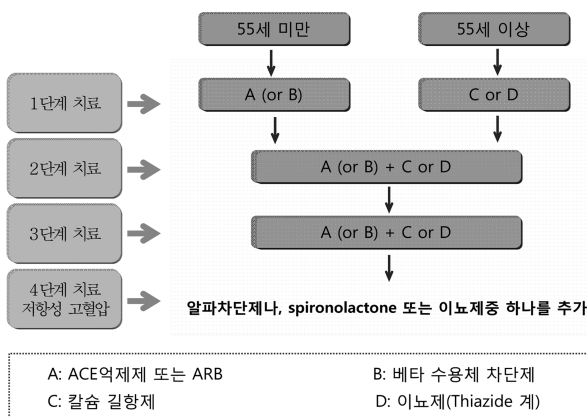 55세 미만
55세 이상
1단계 치료
A (or B)
C or D
2단계 치료
A (or B) + C or D
3단계 치료
A (or B) + C or D
4단계 치료
저항성 고혈압
알파차단제나, spironolactone 또는 이뇨제중 하나를 추가
A: ACE억제제 또는 ARB
B: 베타 수용체 차단제
C: 칼슘 길항제
D: 이뇨제(Thiazide 계)